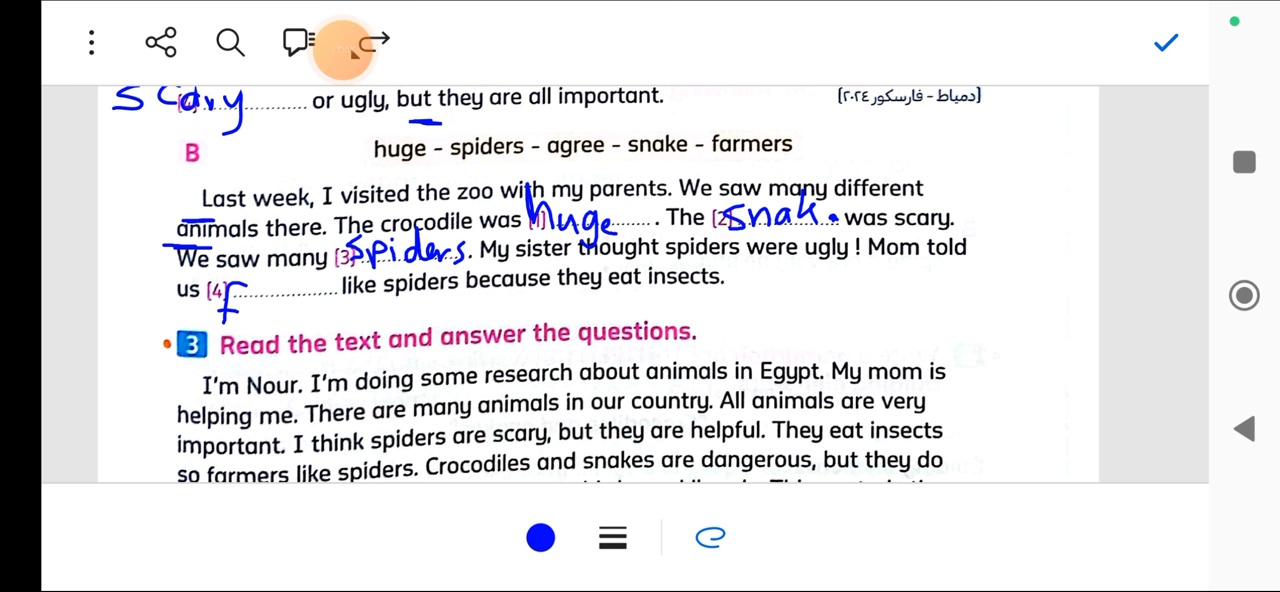 scary
(4) .................... or ugly, but they are all important. [دمياط - فارسكور ٢٠٢٤]
B huge - spiders - agree - snake - farmers
Last week, I visited the zoo with my parents. We saw many different
animals there. The crocodile was (1) huge .......... . The (2) snak. .......... was scary.
We saw many (3) spiders .......... . My sister thought spiders were ugly ! Mom told
us (4) f .................... like spiders because they eat insects.
3 Read the text and answer the questions.
I'm Nour. I'm doing some research about animals in Egypt. My mom is
helping me. There are many animals in our country. All animals are very
important. I think spiders are scary, but they are helpful. They eat insects
so farmers like spiders. Crocodiles and snakes are dangerous, but they do